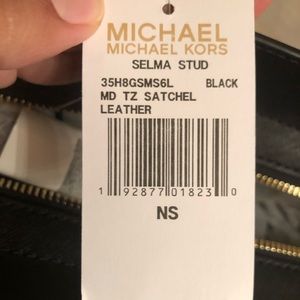 MICHAEL
MICHAEL KORS
SELMA STUD
35H8GSMS6L BLACK
MD TZ SATCHEL
LEATHER
1 92877 01823 0
NS